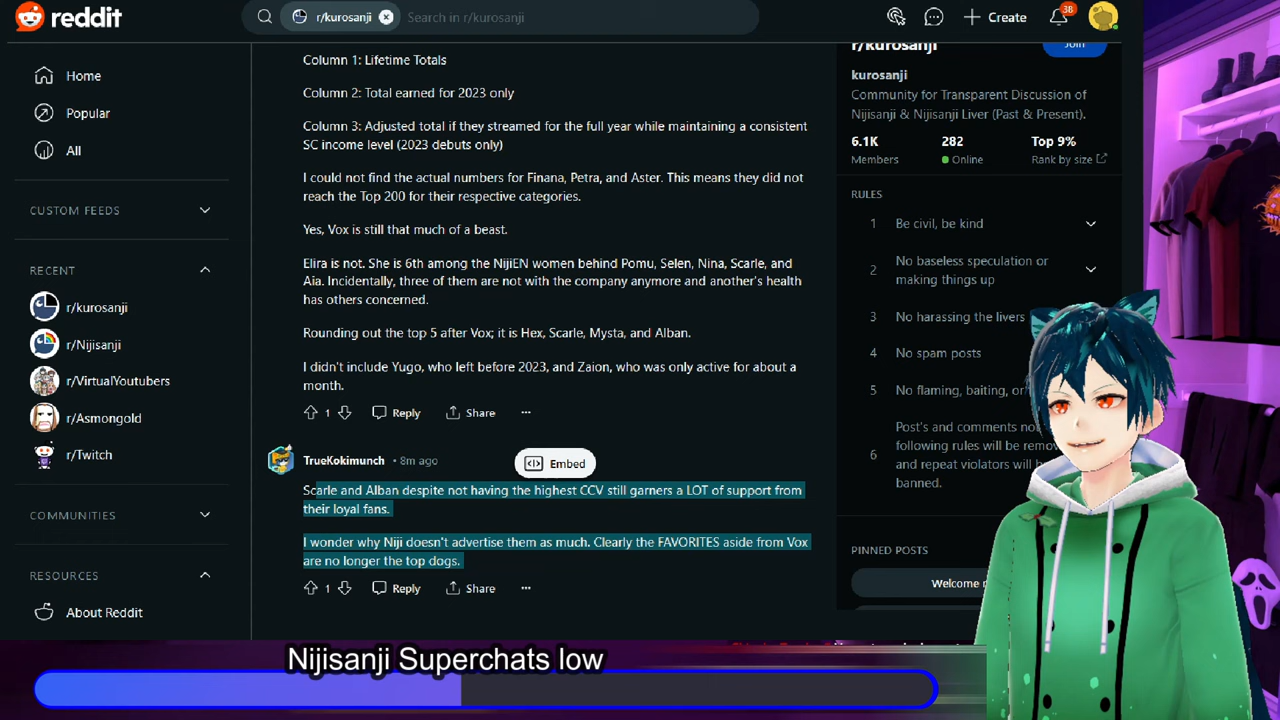 reddit
r/kurosanji
Search in r/kurosanji
Create
38
Home
Popular
All
CUSTOM FEEDS
RECENT
r/kurosanji
r/Nijisanji
r/VirtualYoutubers
r/Asmongold
r/Twitch
COMMUNITIES
RESOURCES
About Reddit
Column 1: Lifetime Totals
Column 2: Total earned for 2023 only
Column 3: Adjusted total if they streamed for the full year while maintaining a consistent
SC income level (2023 debuts only)
I could not find the actual numbers for Finana, Petra, and Aster. This means they did not
reach the Top 200 for their respective categories.
Yes, Vox is still that much of a beast.
Elira is not. She is 6th among the NijiEN women behind Pomu, Selen, Nina, Scarle, and
Aia. Incidentally, three of them are not with the company anymore and another's health
has others concerned.
Rounding out the top 5 after Vox; it is Hex, Scarle, Mysta, and Alban.
I didn't include Yugo, who left before 2023, and Zaion, who was only active for about a
month.
1 Reply Share
TrueKokimunch • 8m ago
Embed
Scarle and Alban despite not having the highest CCV still garners a LOT of support from
their loyal fans.
I wonder why Niji doesn't advertise them as much. Clearly the FAVORITES aside from Vox
are no longer the top dogs.
1 Reply Share
r/kurosanji
Join
kurosanji
Community for Transparent Discussion of
Nijisanji & Nijisanji Liver (Past & Present).
6.1K 282 Top 9%
Members Online Rank by size
RULES
1 Be civil, be kind
2 No baseless speculation or
making things up
3 No harassing the livers
4 No spam posts
5 No flaming, baiting, or
6 Post's and comments no
following rules will be remov
and repeat violators will b
banned.
PINNED POSTS
Welcome
Nijisanji Superchats low